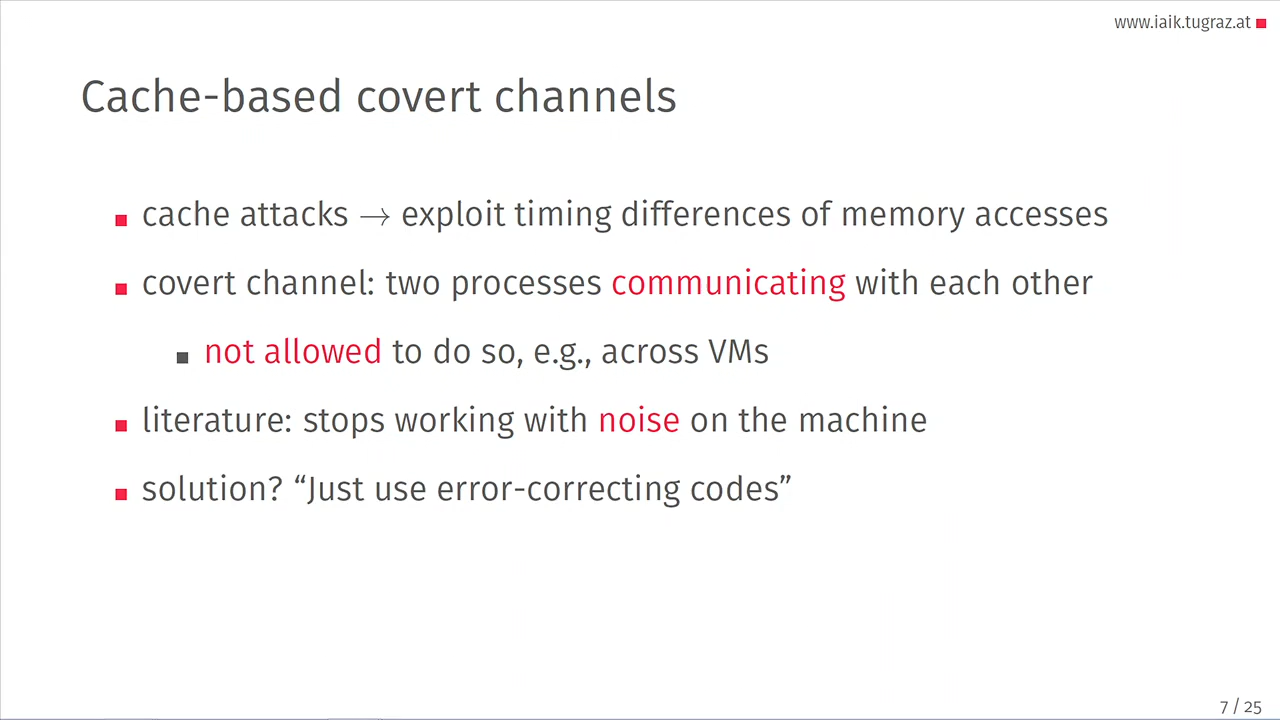 www.iaik.tugraz.at
Cache-based covert channels
cache attacks → exploit timing differences of memory accesses
covert channel: two processes communicating with each other
not allowed to do so, e.g., across VMs
literature: stops working with noise on the machine
solution? “Just use error-correcting codes”
7 / 25